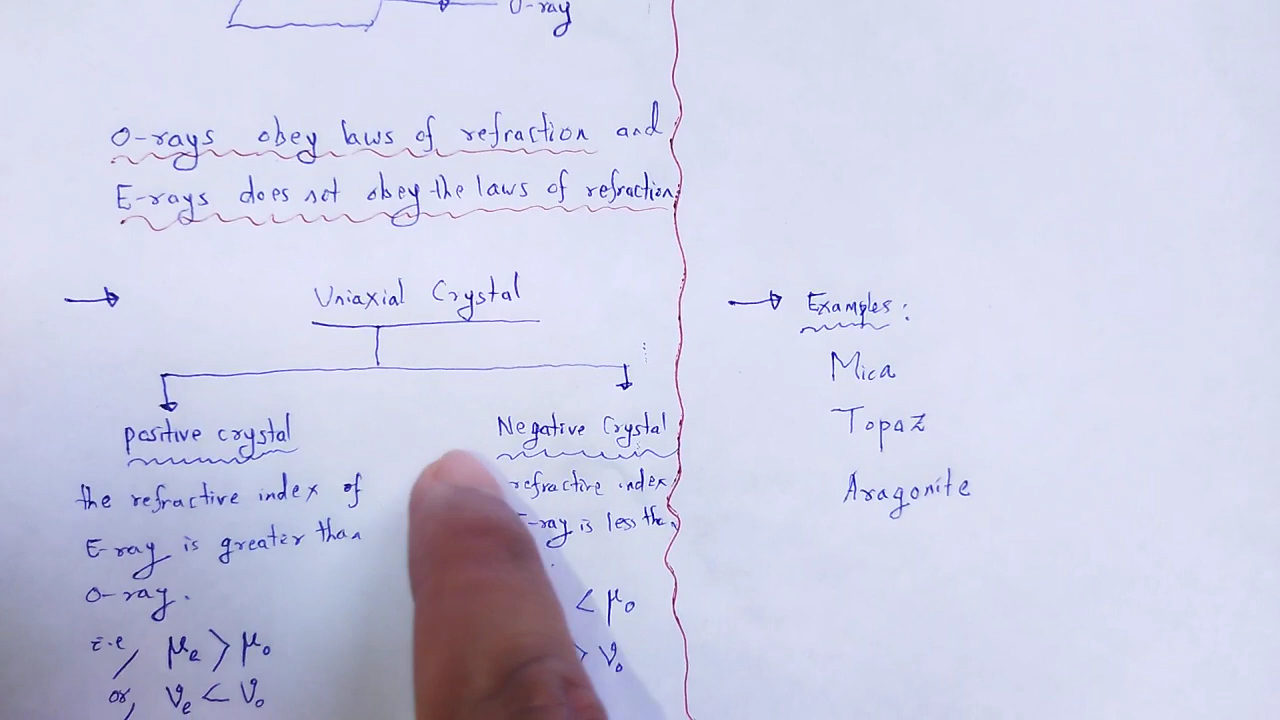 O-ray
O-rays obey laws of refraction and
E-rays does not obey the laws of refraction
Uniaxial Crystal
positive crystal
the refractive index of
E-ray is greater than
O-ray.
i.e, μe > μo
or, Ve < Vo
Negative Crystal
refractive index
-ray is less than
< μo
> Vo
Examples:
Mica
Topaz
Aragonite